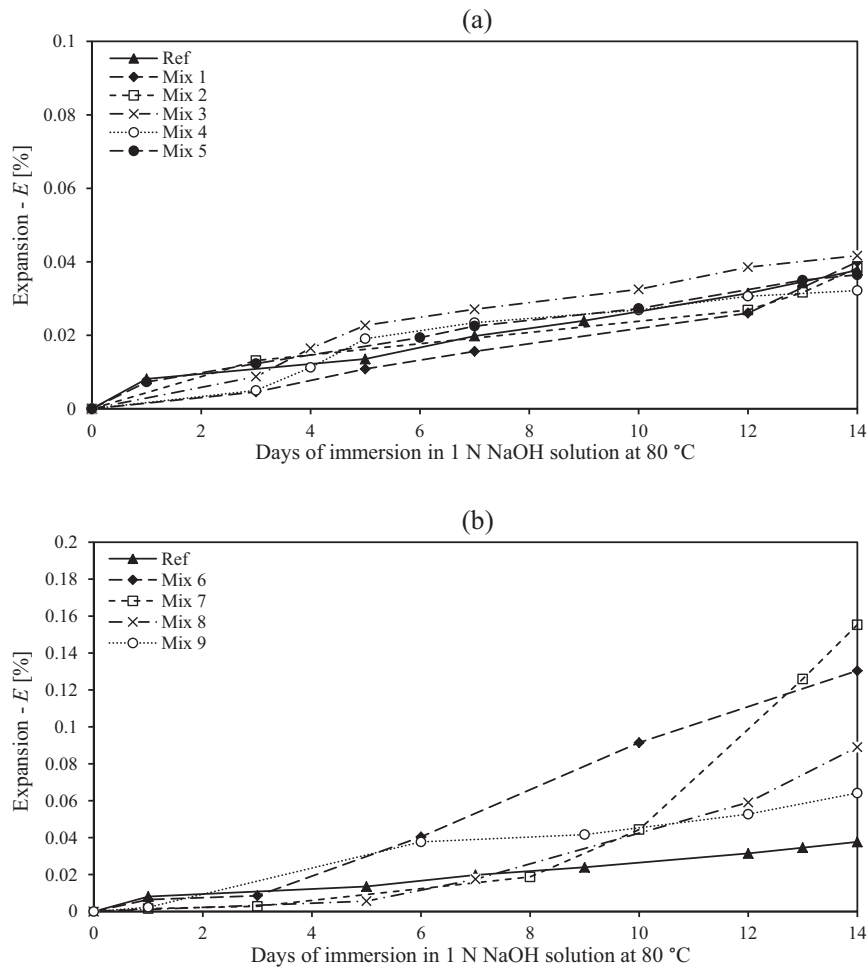 (a)
0.1
0.08
0.06
0.04
0.02
0
Expansion - E [%]
Ref
Mix 1
Mix 2
Mix 3
Mix 4
Mix 5
0 2 4 6 8 10 12 14
Days of immersion in 1 N NaOH solution at 80 °C
(b)
0.2
0.18
0.16
0.14
0.12
0.1
0.08
0.06
0.04
0.02
0
Expansion - E [%]
Ref
Mix 6
Mix 7
Mix 8
Mix 9
0 2 4 6 8 10 12 14
Days of immersion in 1 N NaOH solution at 80 °C